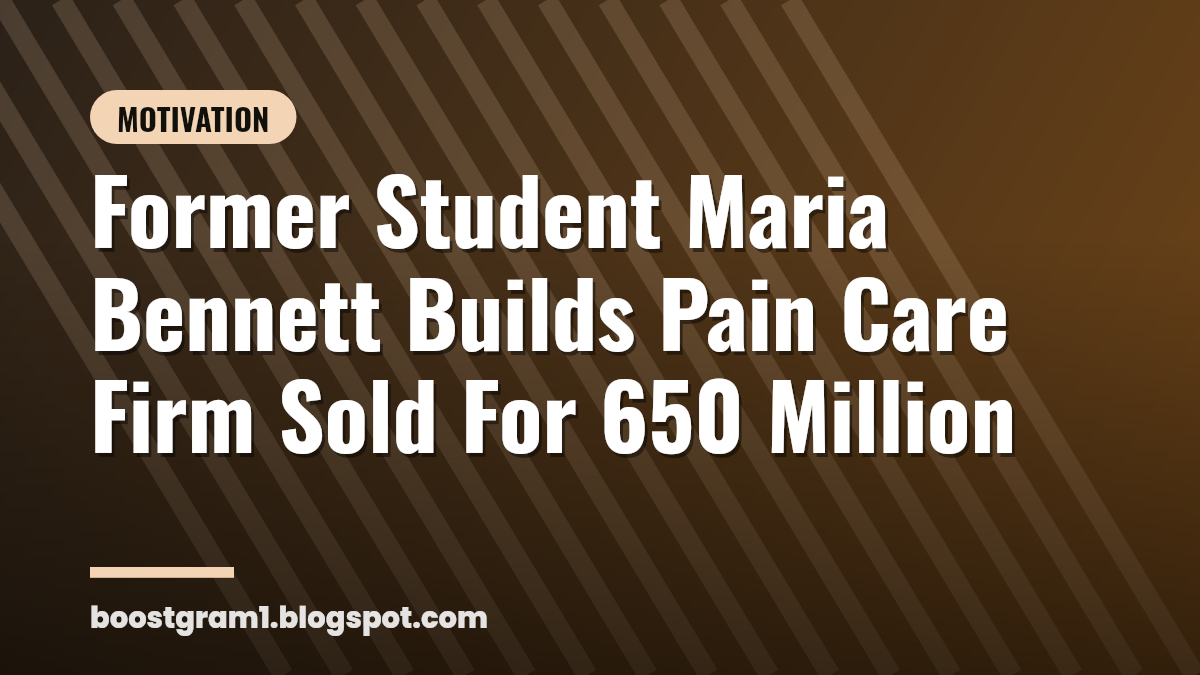 MOTIVATION
Former Student Maria
Bennett Builds Pain Care
Firm Sold For 650 Million
boostgram1.blogspot.com